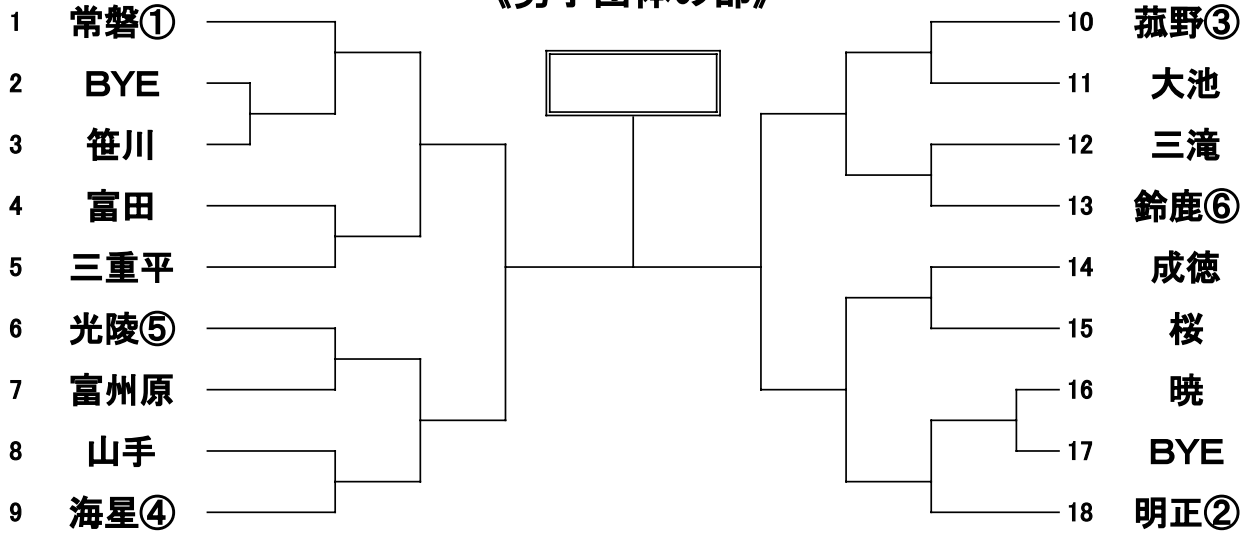 《男子団体の部》
1 常磐①
2 BYE
3 笹川
4 富田
5 三重平
6 光陵⑤
7 富州原
8 山手
9 海星④
10 菰野③
11 大池
12 三滝
13 鈴鹿⑥
14 成徳
15 桜
16 暁
17 BYE
18 明正②